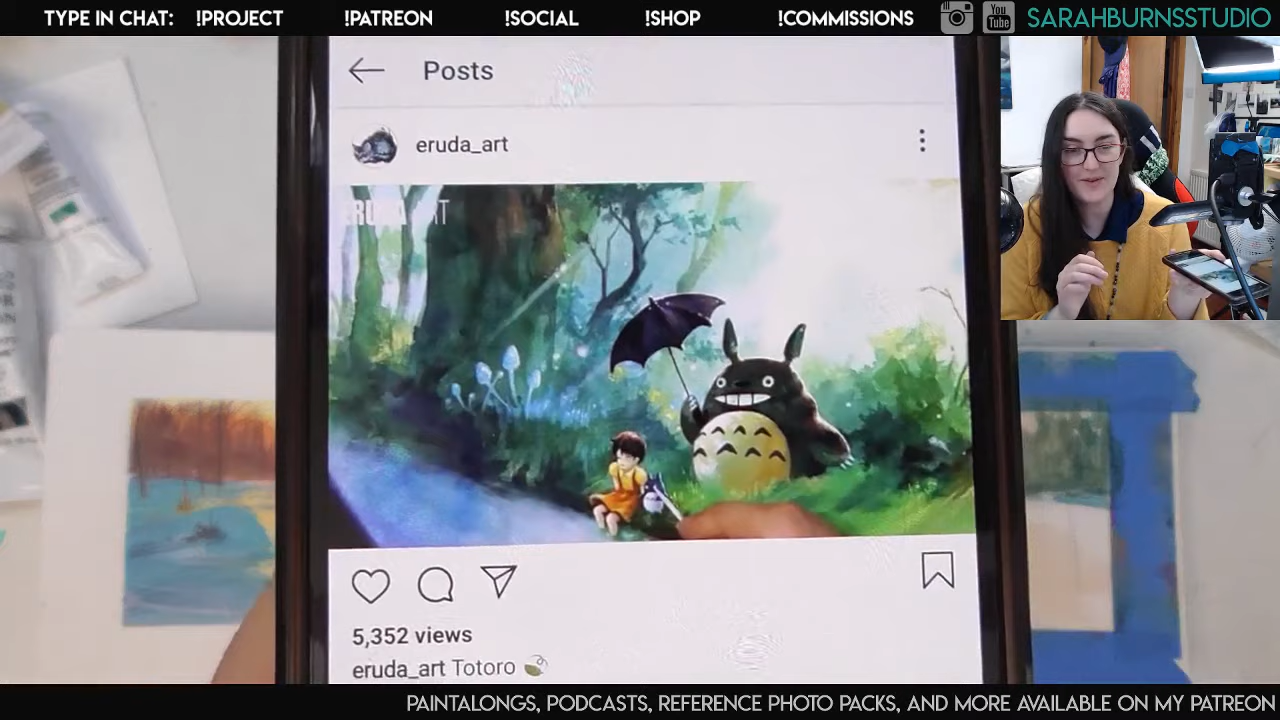 TYPE IN CHAT: !PROJECT !PATREON !SOCIAL !SHOP !COMMISSIONS SARAHBURNSSTUDIO
Posts
eruda_art
5,352 views
eruda_art Totoro
PAINTALONGS, PODCASTS, REFERENCE PHOTO PACKS, AND MORE AVAILABLE ON MY PATREON